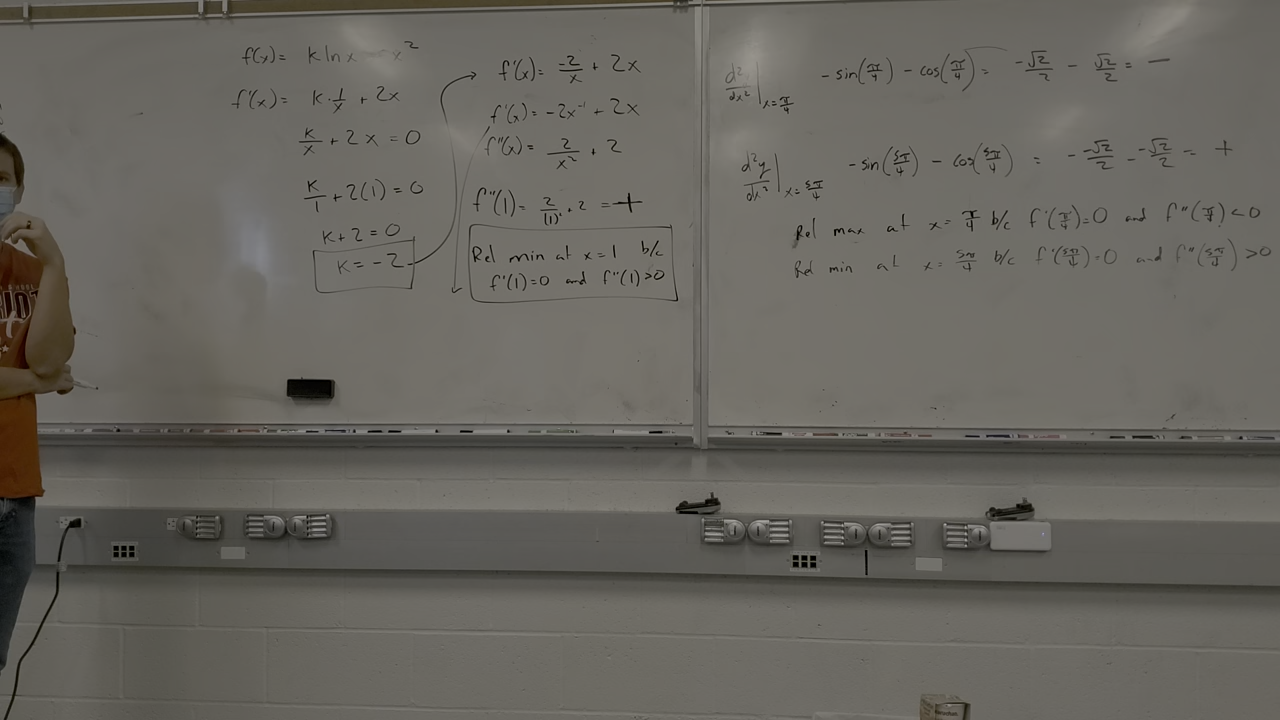 f(x) = k ln x x²
f'(x) = k · 1/x + 2x
k/x + 2x = 0
k/1 + 2(1) = 0
k + 2 = 0
k = -2
f'(x) = -2/x + 2x
f'(x) = -2x⁻¹ + 2x
f''(x) = 2/x² + 2
f''(1) = 2/(1)² + 2 = +
Rel min at x = 1 b/c
f'(1) = 0 and f''(1) > 0
d²y/dx² | x = π/4 -sin(π/4) - cos(π/4) = -√2/2 - √2/2 = —
d²y/dx² | x = 5π/4 -sin(5π/4) - cos(5π/4) = - -√2/2 - -√2/2 = +
Rel max at x = π/4 b/c f'(π/4) = 0 and f''(π/4) < 0
Rel min at x = 5π/4 b/c f'(5π/4) = 0 and f''(5π/4) > 0